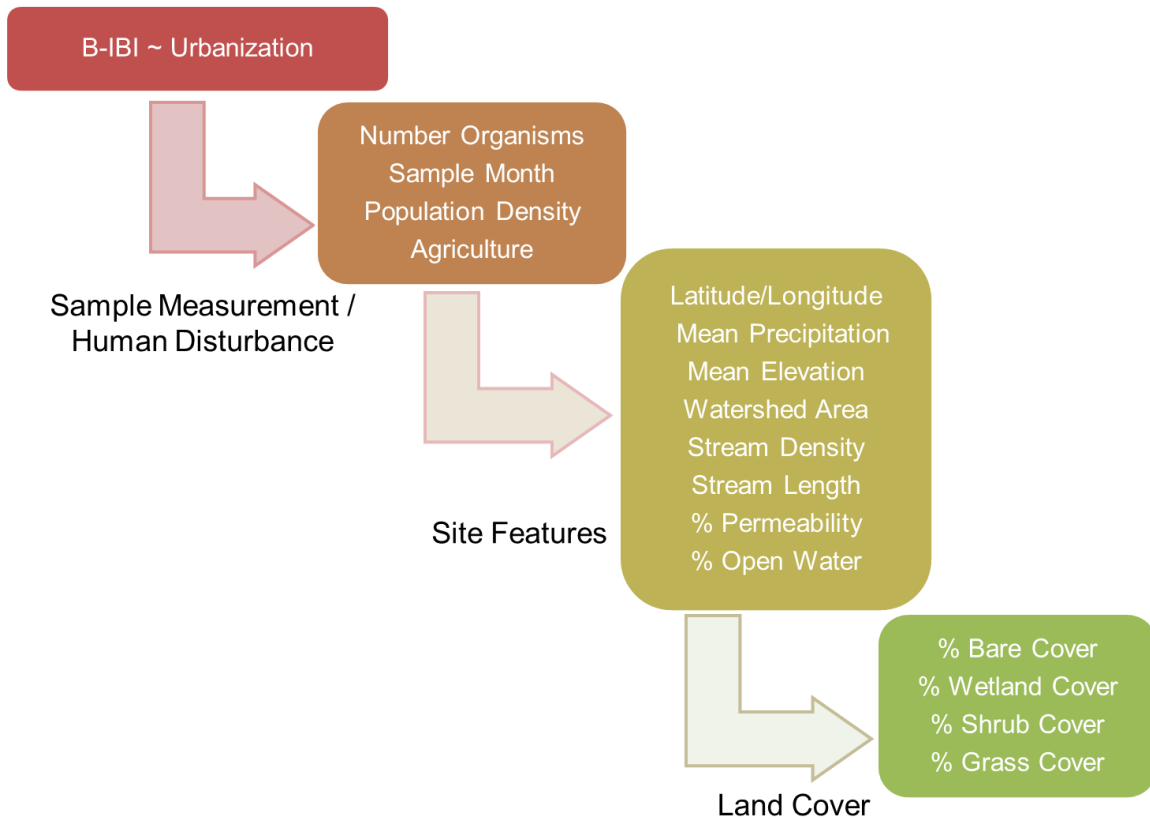 B-IBI ~ Urbanization
Number Organisms
Sample Month
Population Density
Agriculture
Sample Measurement /
Human Disturbance
Latitude/Longitude
Mean Precipitation
Mean Elevation
Watershed Area
Stream Density
Stream Length
% Permeability
% Open Water
Site Features
% Bare Cover
% Wetland Cover
% Shrub Cover
% Grass Cover
Land Cover